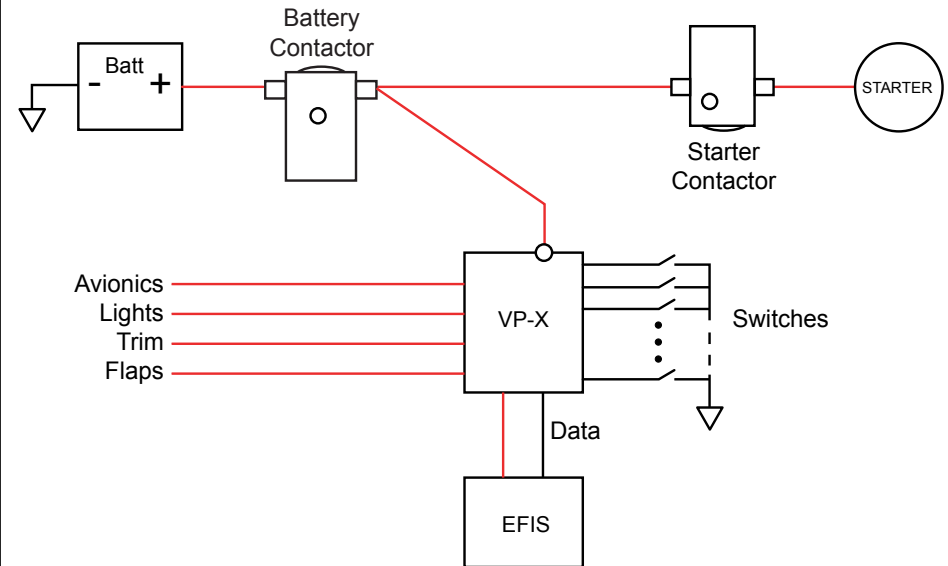 Battery
Contactor
Batt
- +
STARTER
Starter
Contactor
Avionics
Lights
Trim
Flaps
VP-X
Switches
Data
EFIS